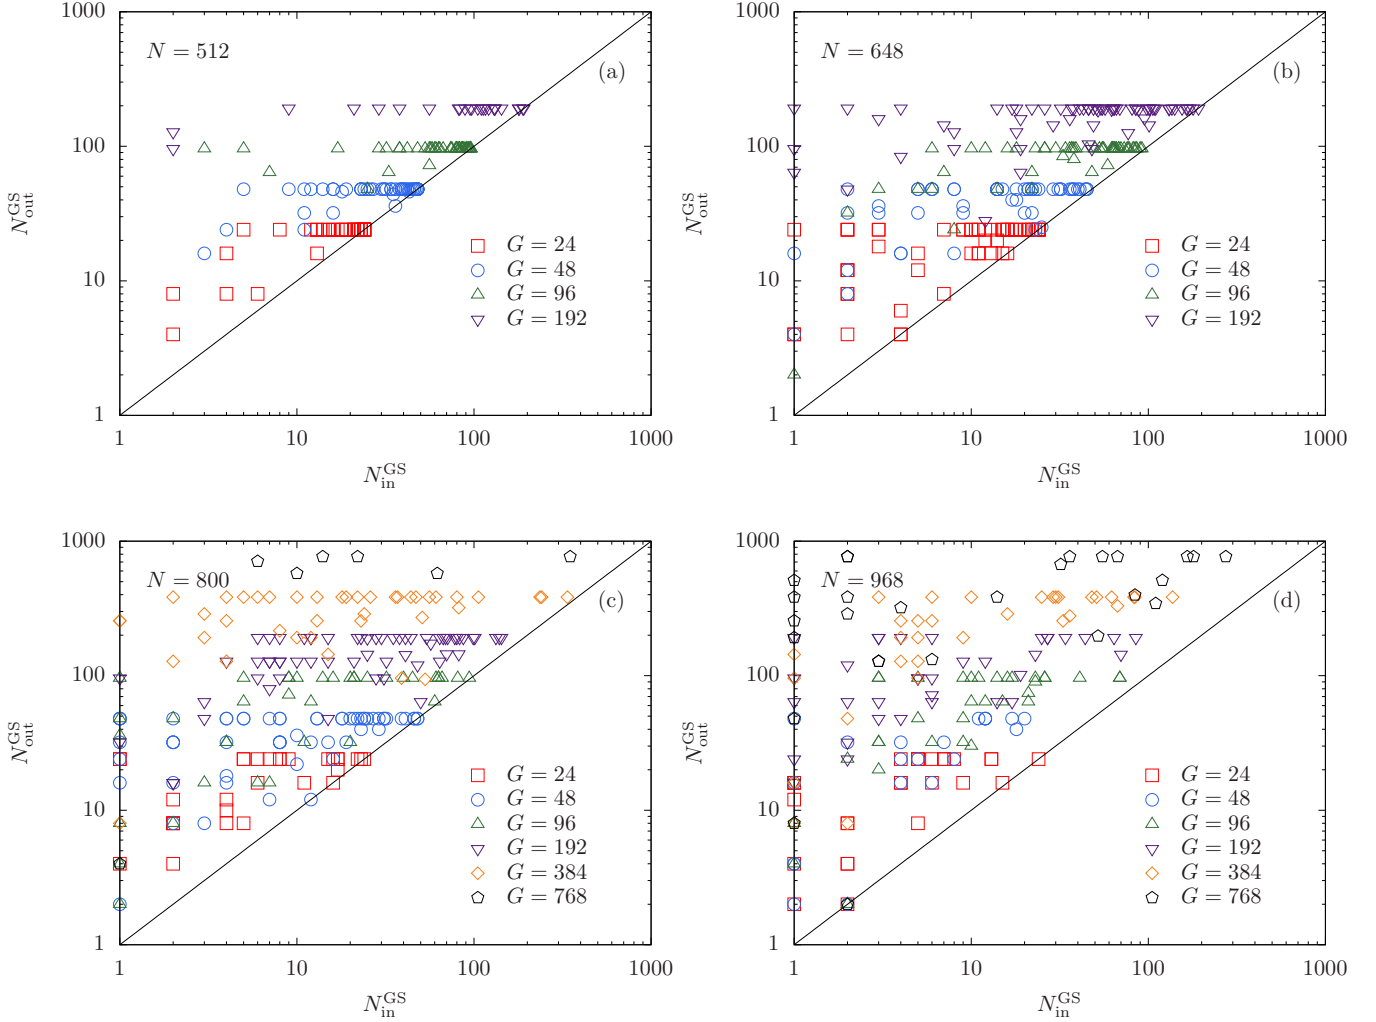 1000
100
10
1
N^GS_out
N = 512
(a)
G = 24
G = 48
G = 96
G = 192
1 10 100 1000
N^GS_in
1000
100
10
1
N^GS_out
N = 648
(b)
G = 24
G = 48
G = 96
G = 192
1 10 100 1000
N^GS_in
1000
100
10
1
N^GS_out
N = 800
(c)
G = 24
G = 48
G = 96
G = 192
G = 384
G = 768
1 10 100 1000
N^GS_in
1000
100
10
1
N^GS_out
N = 968
(d)
G = 24
G = 48
G = 96
G = 192
G = 384
G = 768
1 10 100 1000
N^GS_in